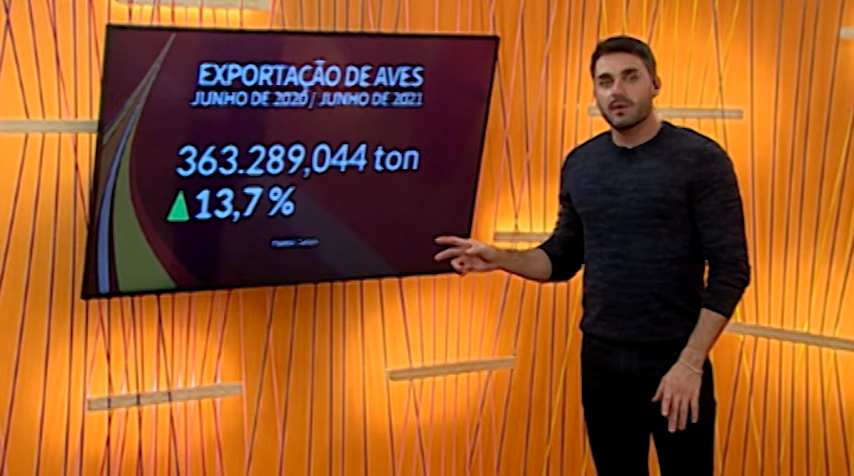 EXPORTAÇÃO DE AVES
JUNHO DE 2020 / JUNHO DE 2021
363.289,044 ton
13,7 %